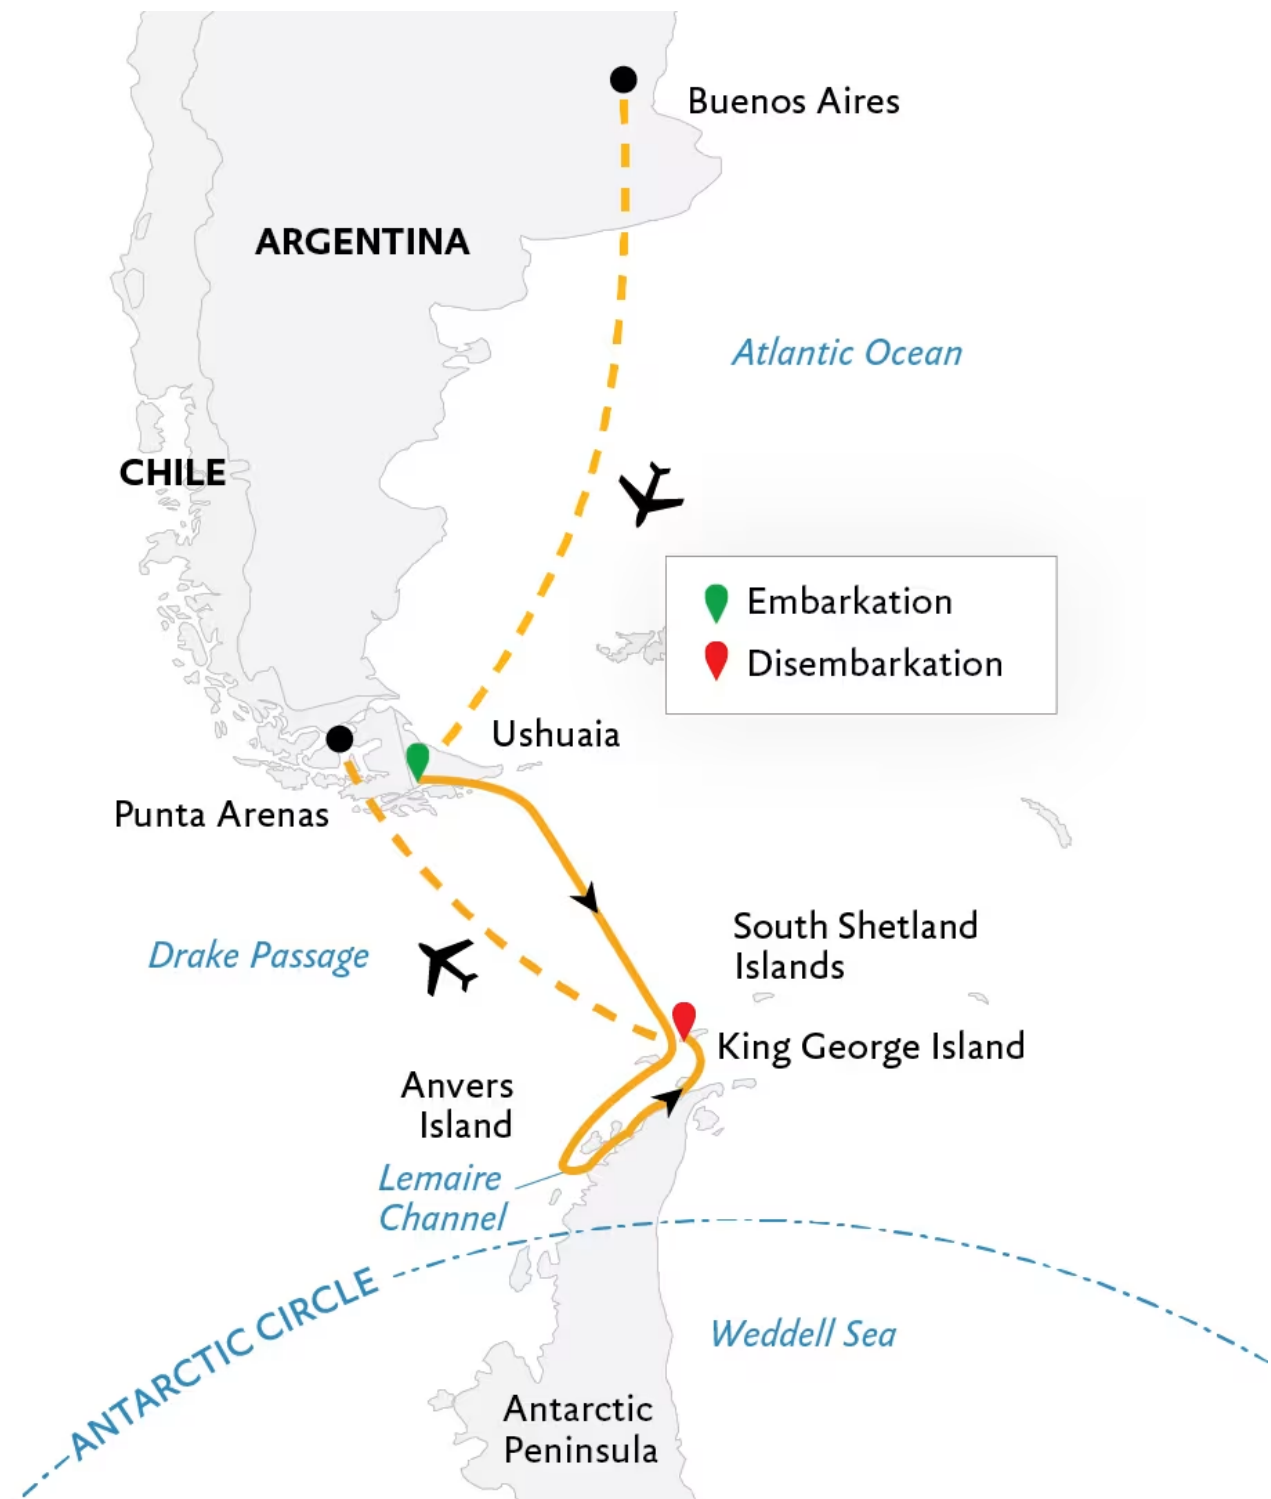 Buenos Aires
ARGENTINA
Atlantic Ocean
CHILE
Embarkation
Disembarkation
Ushuaia
Punta Arenas
South Shetland
Islands
Drake Passage
King George Island
Anvers
Island
Lemaire
Channel
ANTARCTIC CIRCLE
Weddell Sea
Antarctic
Peninsula